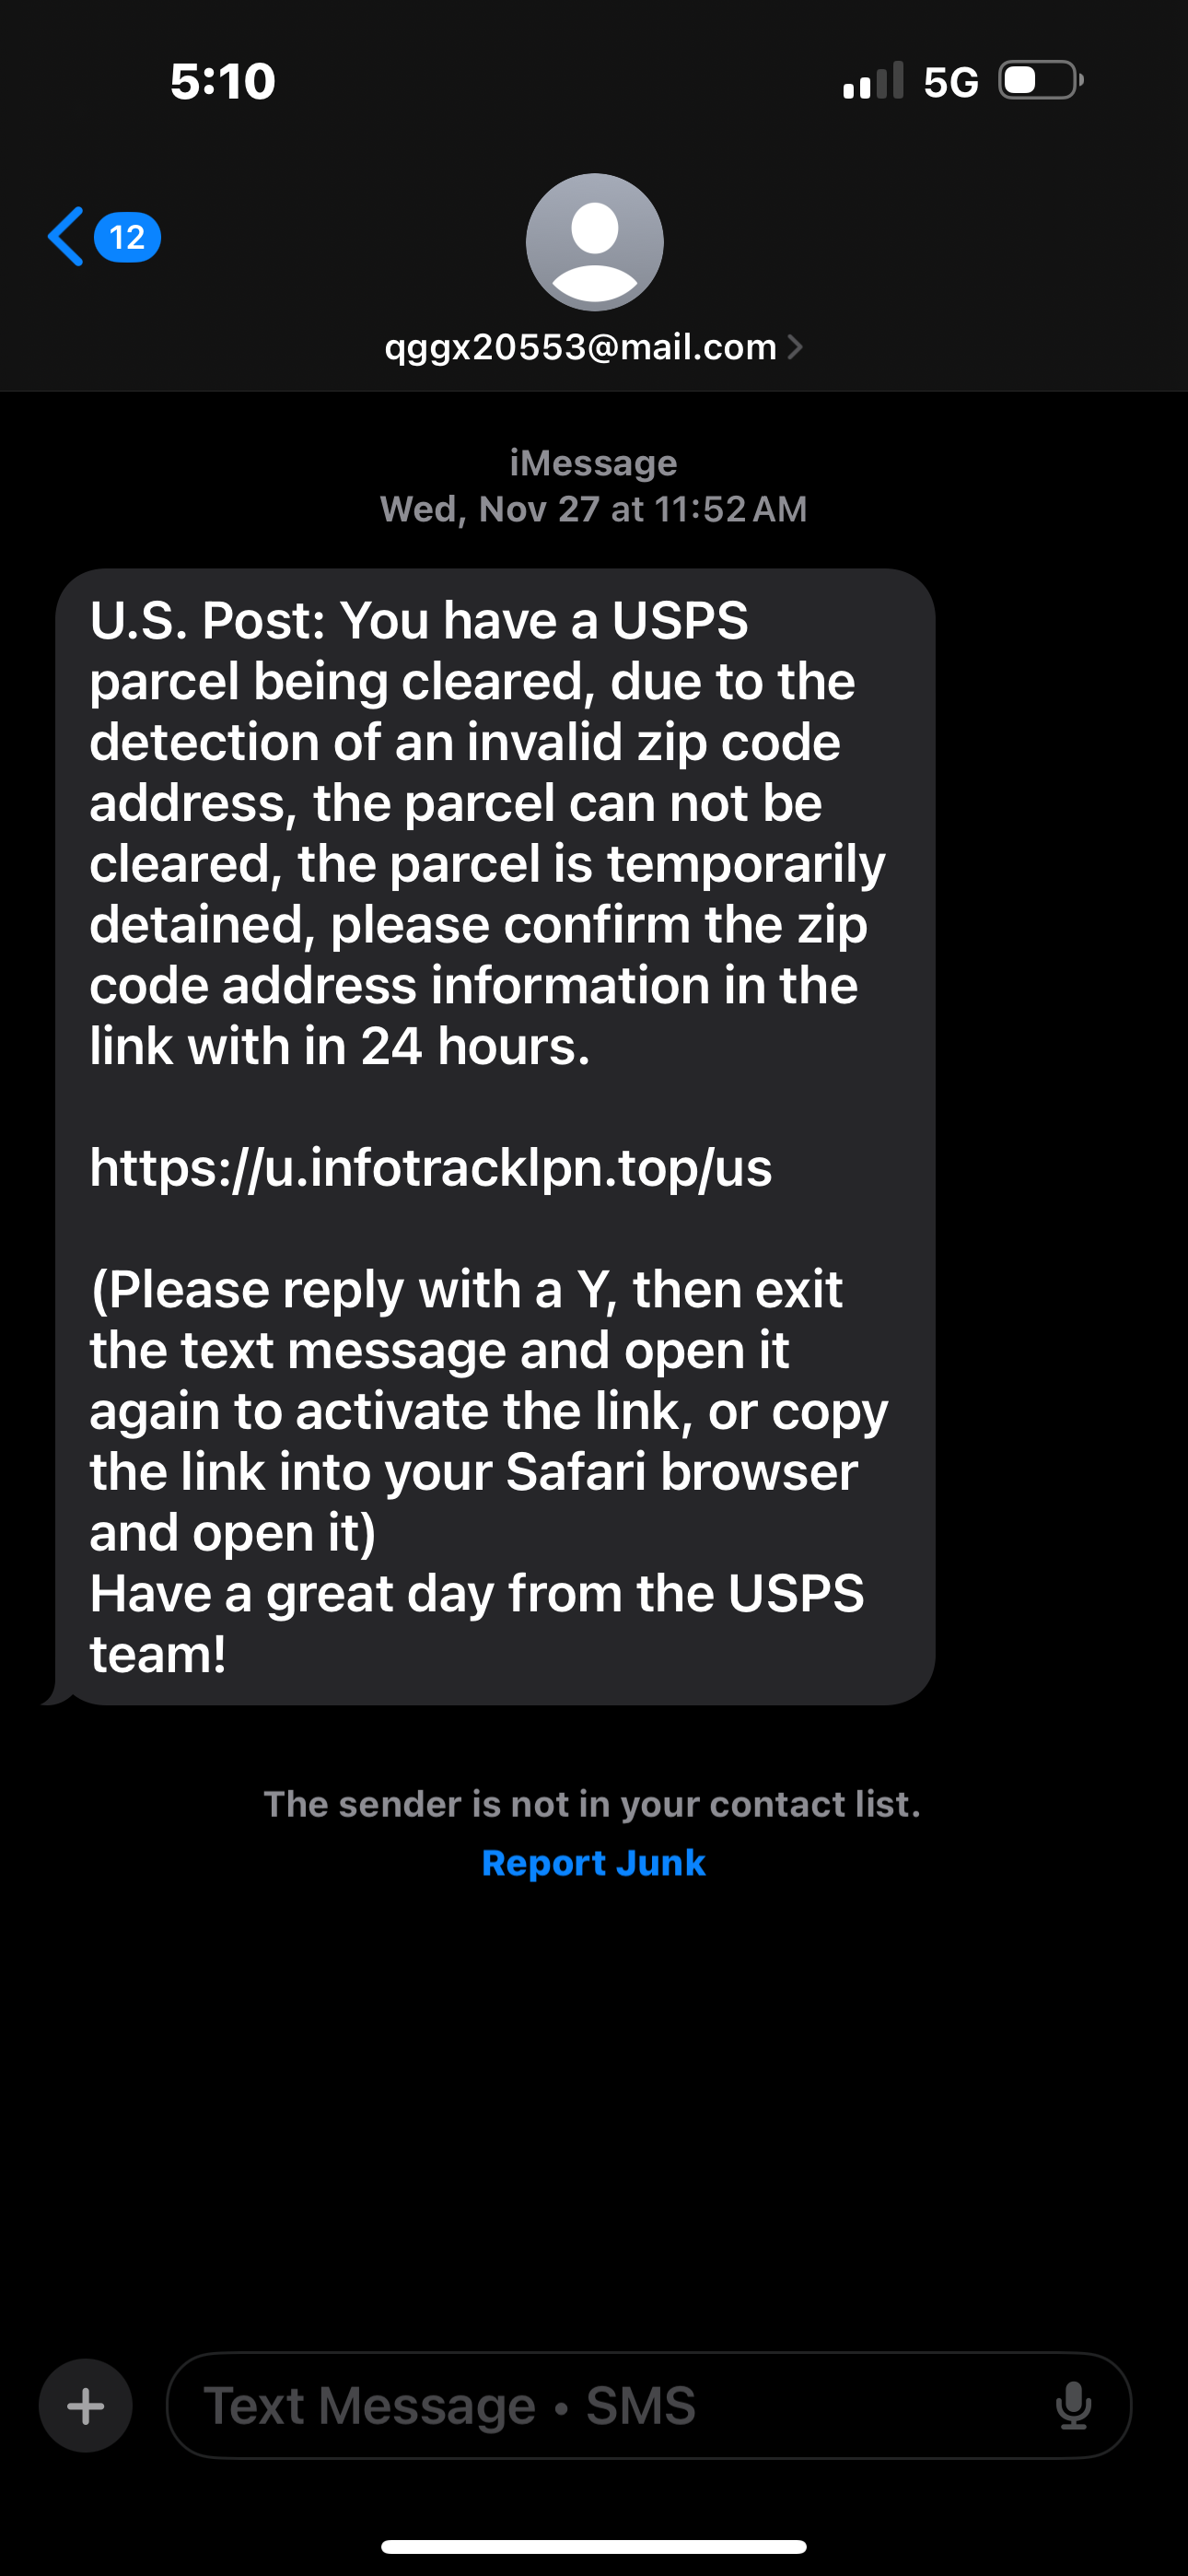 5:10
5G
12
qggx20553@mail.com
iMessage
Wed, Nov 27 at 11:52 AM
U.S. Post: You have a USPS
parcel being cleared, due to the
detection of an invalid zip code
address, the parcel can not be
cleared, the parcel is temporarily
detained, please confirm the zip
code address information in the
link with in 24 hours.
https://u.infotracklpn.top/us
(Please reply with a Y, then exit
the text message and open it
again to activate the link, or copy
the link into your Safari browser
and open it)
Have a great day from the USPS
team!
The sender is not in your contact list.
Report Junk
Text Message • SMS